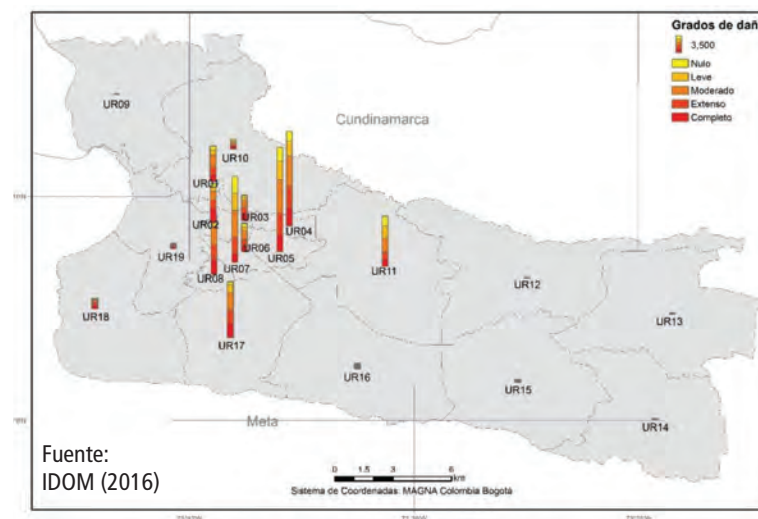 Grados de dañ
3,500
Nulo
Leve
Moderado
Extenso
Completo
UR09
Cundinamarca
UR10
UR01
UR03
UR02
UR04
UR06
UR05
UR19
UR07
UR11
UR08
UR12
UR18
UR13
UR17
UR16
UR15
Meta
UR14
Fuente:
IDOM (2016)
0 1.5 3 6
km
Sistema de Coordenadas: MAGNA Colombia Bogotá